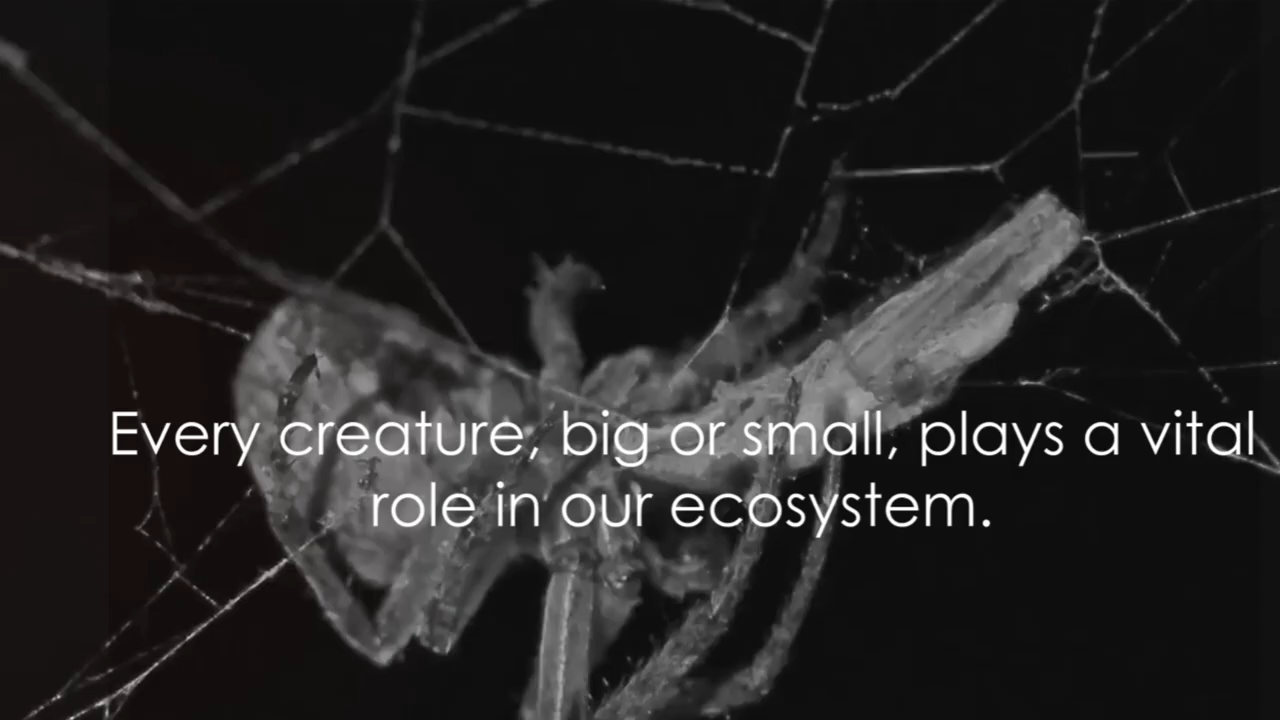 Every creature, big or small, plays a vital
role in our ecosystem.